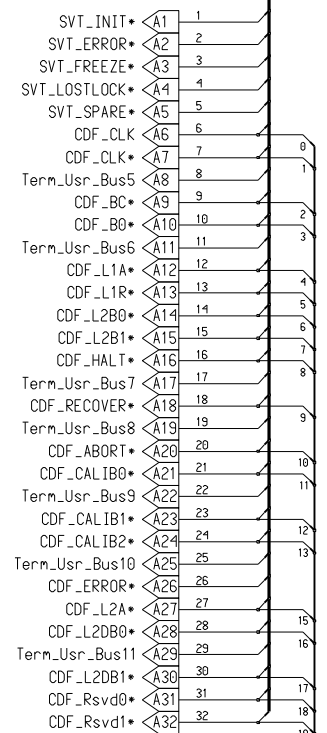 SVT_INIT* A1 1
SVT_ERROR* A2 2
SVT_FREEZE* A3 3
SVT_LOSTLOCK* A4 4
SVT_SPARE* A5 5
CDF_CLK A6 6
0
CDF_CLK* A7 7
1
Term_Usr_Bus5 A8 8
CDF_BC* A9 9
2
CDF_B0* A10 10
3
Term_Usr_Bus6 A11 11
CDF_L1A* A12 12
4
CDF_L1R* A13 13
5
CDF_L2B0* A14 14
6
CDF_L2B1* A15 15
7
CDF_HALT* A16 16
8
Term_Usr_Bus7 A17 17
CDF_RECOVER* A18 18
9
Term_Usr_Bus8 A19 19
CDF_ABORT* A20 20
10
CDF_CALIB0* A21 21
11
Term_Usr_Bus9 A22 22
CDF_CALIB1* A23 23
12
CDF_CALIB2* A24 24
13
Term_Usr_Bus10 A25 25
CDF_ERROR* A26 26
CDF_L2A* A27 27
15
CDF_L2DB0* A28 28
16
Term_Usr_Bus11 A29 29
CDF_L2DB1* A30 30
17
CDF_Rsvd0* A31 31
18
CDF_Rsvd1* A32 32